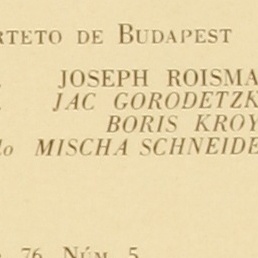 RTETO DE BUDAPEST
JOSEPH ROISMA
JAC GORODETZK
BORIS KROY
lo MISCHA SCHNEIDE
76 Núm. 5